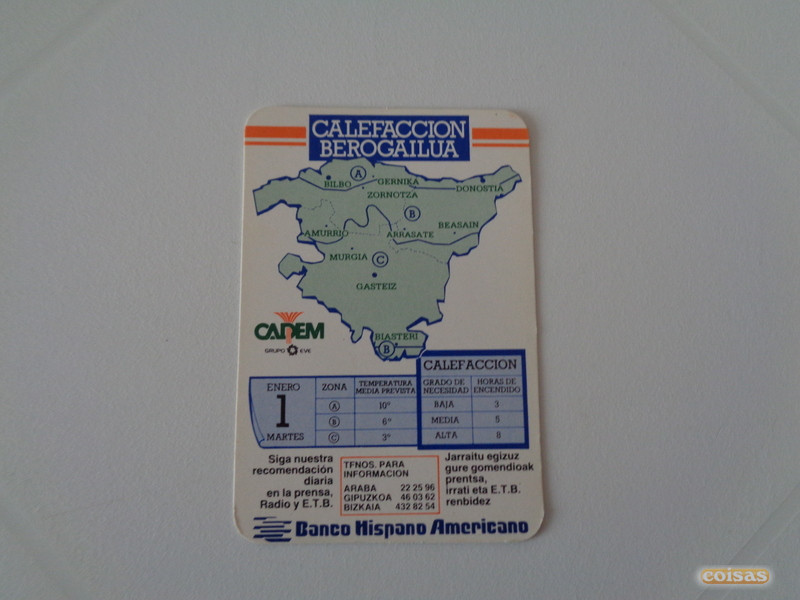 CALEFACCION
BEROGAILUA
A
BILBO
GERNIKA
DONOSTIA
ZORNOTZA
B
BEASAIN
AMURRIO
ARRASATE
MURGIA
C
GASTEIZ
CADEM
GRUPO EVE
BIASTERI
B
CALEFACCION
ENERO
1
MARTES
ZONA TEMPERATURA MEDIA PREVISTA GRADO DE NECESIDAD HORAS DE ENCENDIDO
A 10° BAJA 3
B 6° MEDIA 5
C 3° ALTA 8
Siga nuestra
recomendación
diaria
en la prensa,
Radio y E.T.B.
TFNOS. PARA
INFORMACION
ARABA 22 25 96
GIPUZKOA 46 03 62
BIZKAIA 432 82 54
Jarraitu egizuz
gure gomendioak
prentsa,
irrati eta E.T.B.
renbidez
Banco Hispano Americano
coisas